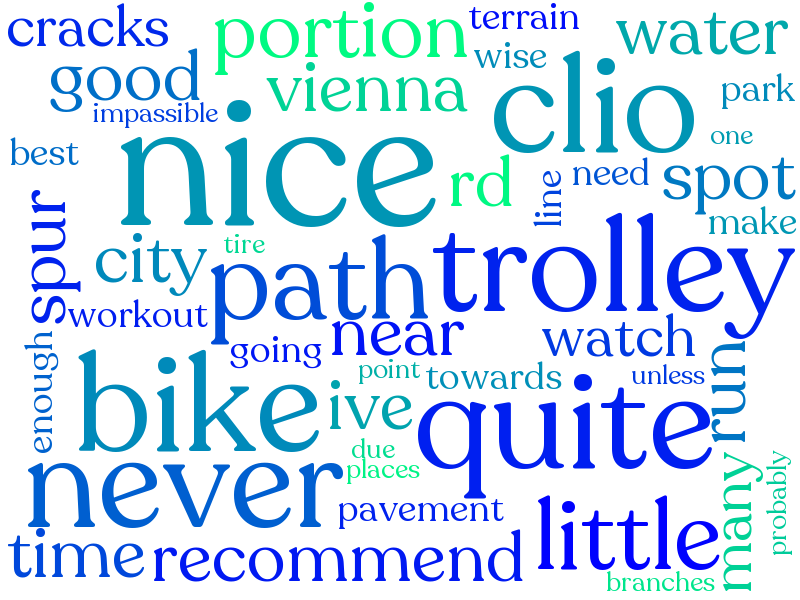 cracks
portion
terrain
water
good
wise
vienna
clio
park
impassible
nice
one
best
rd
line
need
spot
make
spur
city
tire
path
trolley
workout
near
watch
going
enough
bike
point
towards
unless
run
ive
quite
due
places
never
pavement
many
probably
time
recommend
little
branches